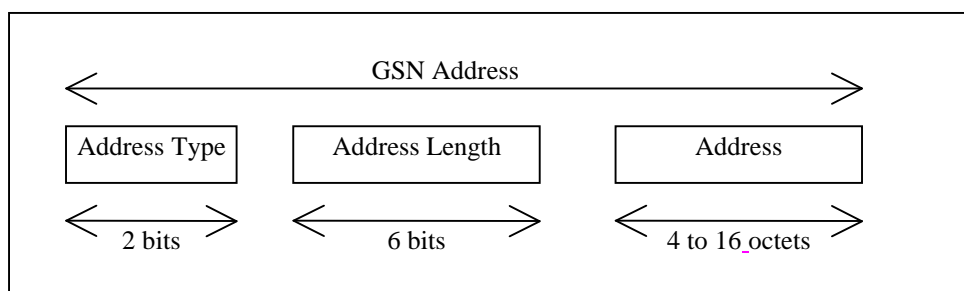 GSN Address
Address Type Address Length Address
2 bits 6 bits 4 to 16 octets